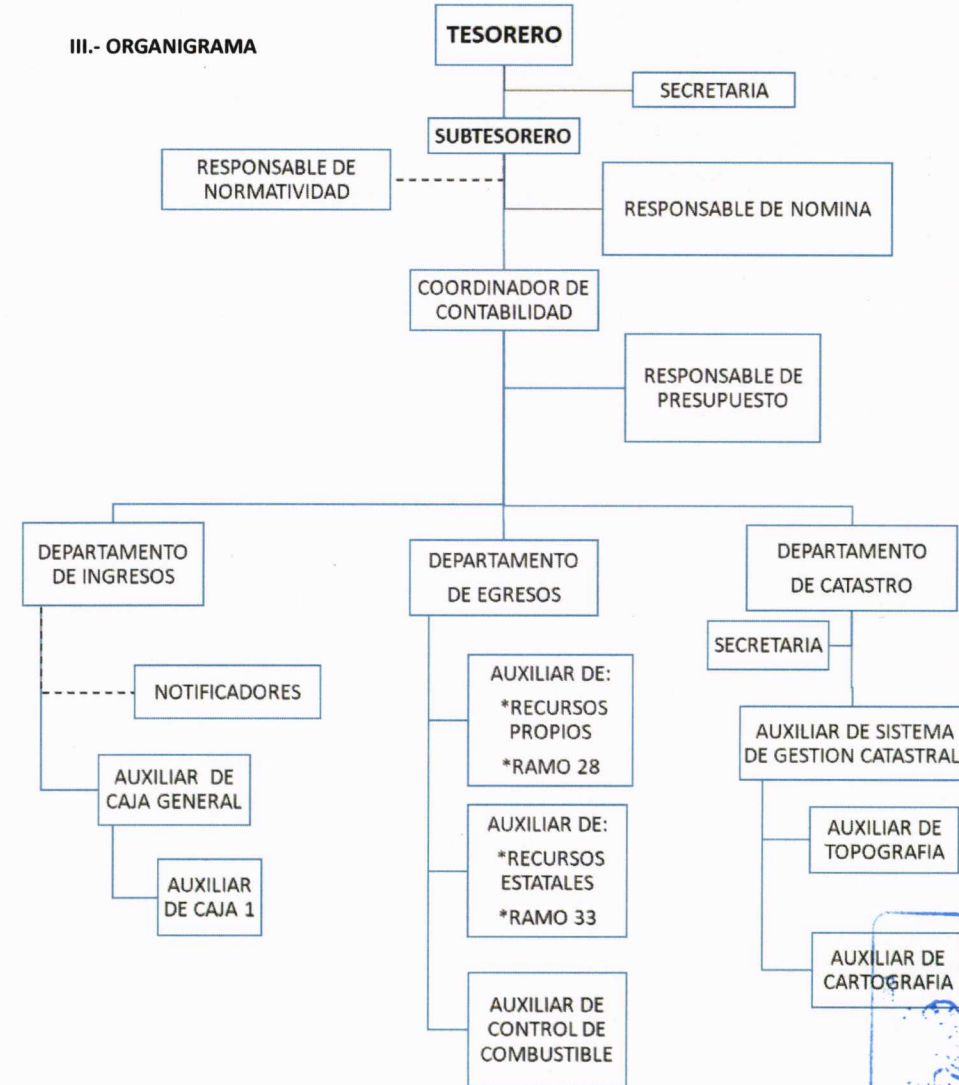 III.- ORGANIGRAMA
TESORERO
SECRETARIA
SUBTESORERO
RESPONSABLE DE
NORMATIVIDAD
RESPONSABLE DE NOMINA
COORDINADOR DE
CONTABILIDAD
RESPONSABLE DE
PRESUPUESTO
DEPARTAMENTO
DE INGRESOS
NOTIFICADORES
AUXILIAR DE
CAJA GENERAL
AUXILIAR
DE CAJA 1
DEPARTAMENTO
DE EGRESOS
AUXILIAR DE:
*RECURSOS
PROPIOS
*RAMO 28
AUXILIAR DE:
*RECURSOS
ESTATALES
*RAMO 33
AUXILIAR DE
CONTROL DE
COMBUSTIBLE
DEPARTAMENTO
DE CATASTRO
SECRETARIA
AUXILIAR DE SISTEMA
DE GESTION CATASTRAL
AUXILIAR DE
TOPOGRAFIA
AUXILIAR DE
CARTOGRAFIA